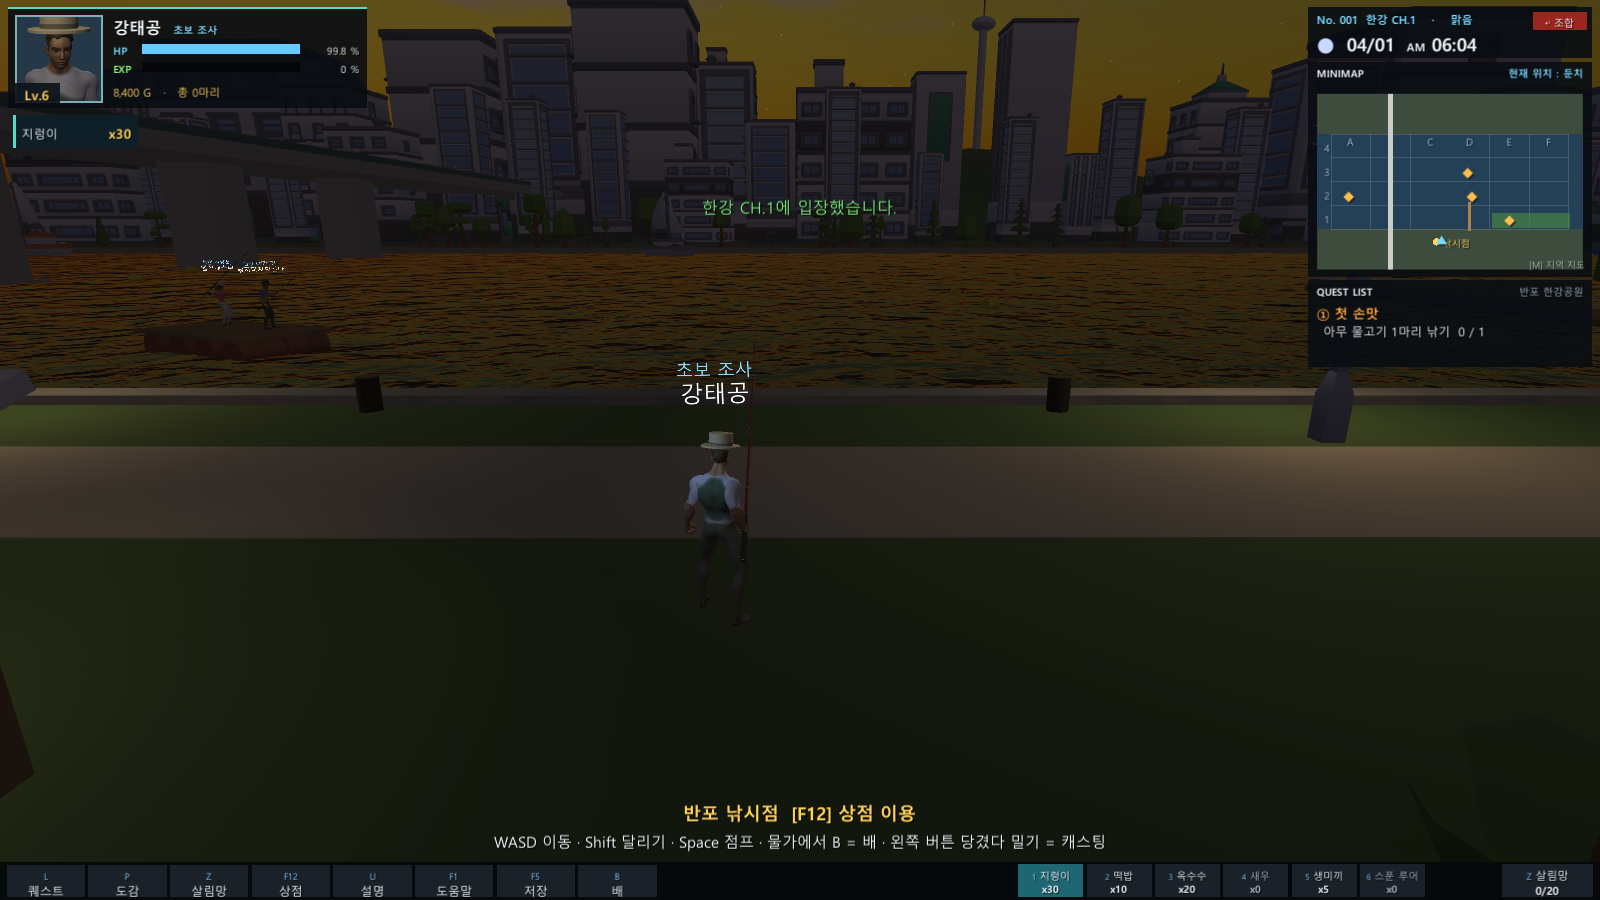 강태공 초보 조사
HP 99.8 %
EXP 0 %
Lv.6 8,400 G · 총 0마리
지렁이 x30
No. 001 한강 CH.1 · 맑음
조합
04/01 AM 06:04
MINIMAP 현재 위치 : 둔치
A C D E F
4
3
2
1
낚시점
[M] 지역 지도
QUEST LIST 반포 한강공원
① 첫 손맛
아무 물고기 1마리 낚기 0 / 1
한강 CH.1에 입장했습니다.
초보 조사
강태공
반포 낚시점 [F12] 상점 이용
WASD 이동 · Shift 달리기 · Space 점프 · 물가에서 B = 배 · 왼쪽 버튼 당겼다 밀기 = 캐스팅
L 퀘스트
P 도감
Z 살림망
F12 상점
U 설명
F1 도움말
F5 저장
B 배
1 지렁이 x30
2 떡밥 x10
3 옥수수 x20
4 새우 x0
5 생미끼 x5
6 스푼 루어 x0
Z 살림망 0/20